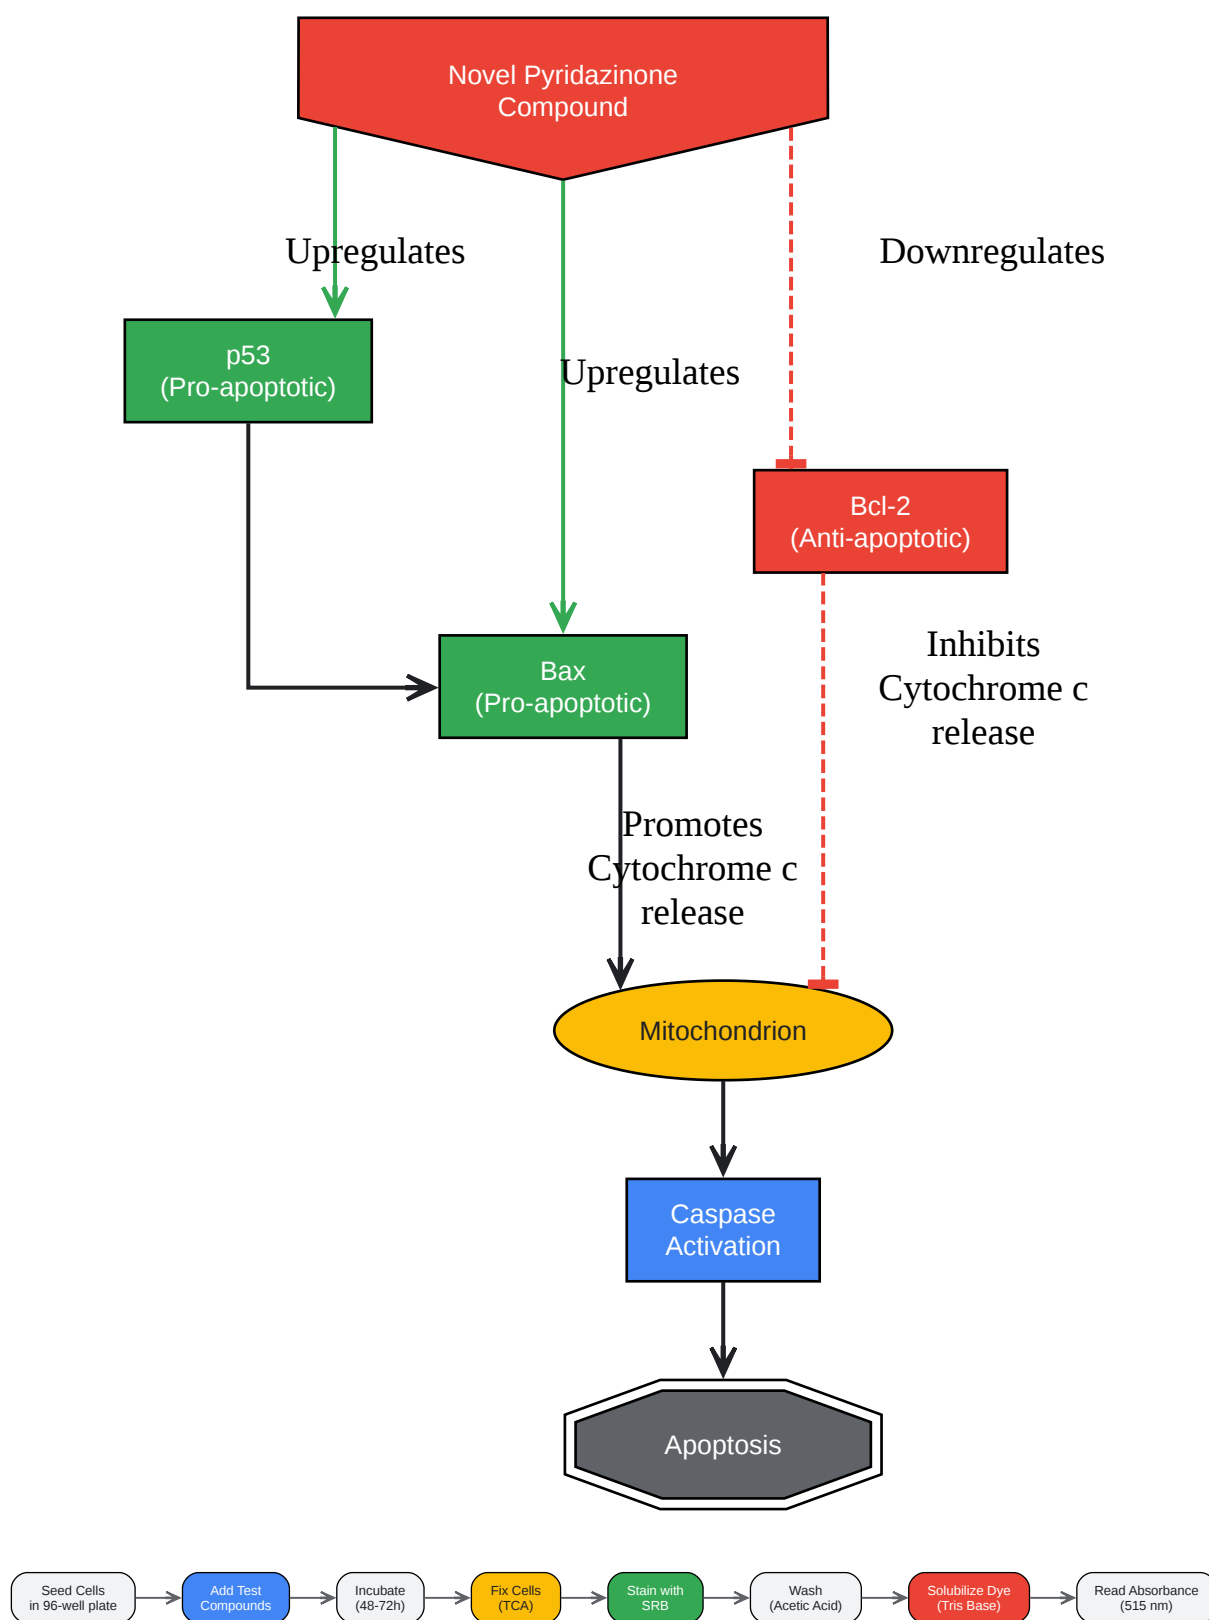 Novel Pyridazinone
Compound
Upregulates
Downregulates
p53
(Pro-apoptotic)
Upregulates
Bcl-2
(Anti-apoptotic)
Inhibits
Cytochrome c
release
Bax
(Pro-apoptotic)
Promotes
Cytochrome c
release
Mitochondrion
Caspase
Activation
Apoptosis
Seed Cells
in 96-well plate
Add Test
Compounds
Incubate
(48-72h)
Fix Cells
(TCA)
Stain with
SRB
Wash
(Acetic Acid)
Solubilize Dye
(Tris Base)
Read Absorbance
(515 nm)